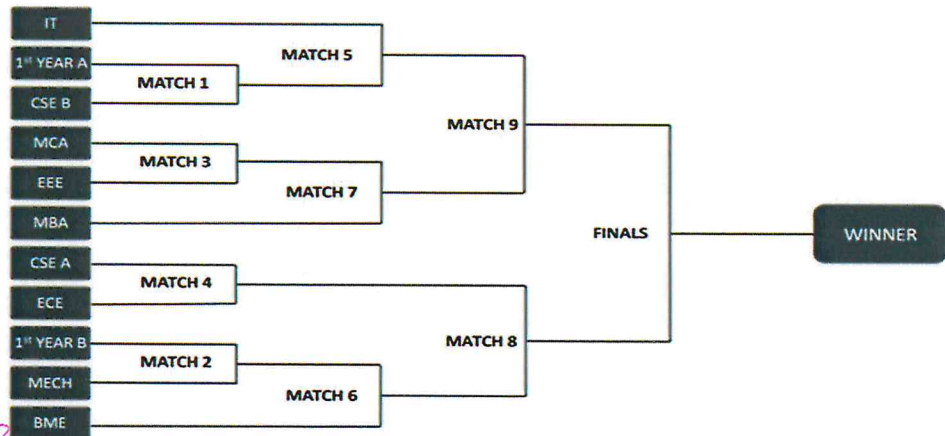 IT
1st YEAR A
CSE B
MCA
EEE
MBA
CSE A
ECE
1st YEAR B
MECH
BME
MATCH 1
MATCH 3
MATCH 4
MATCH 2
MATCH 5
MATCH 7
MATCH 6
MATCH 9
MATCH 8
FINALS
WINNER